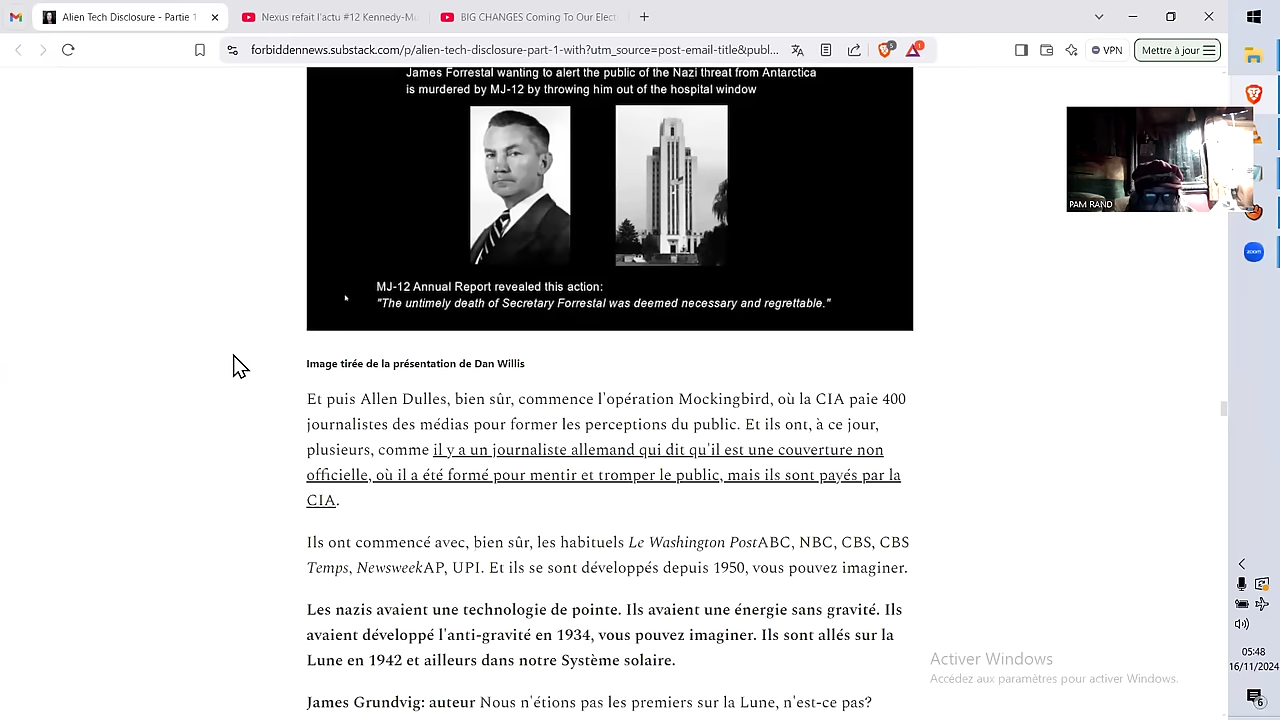 Alien Tech Disclosure - Partie 1
Nexus refait l'actu #12 Kennedy-Mu
BIG CHANGES Coming To Our Elect
forbiddennews.substack.com/p/alien-tech-disclosure-part-1-with?utm_source=post-email-title&publ...
5
1
VPN
Mettre à jour
James Forrestal wanting to alert the public of the Nazi threat from Antarctica
is murdered by MJ-12 by throwing him out of the hospital window
PAM RAND
zoom
MJ-12 Annual Report revealed this action:
"The untimely death of Secretary Forrestal was deemed necessary and regrettable."
Image tirée de la présentation de Dan Willis
Et puis Allen Dulles, bien sûr, commence l'opération Mockingbird, où la CIA paie 400
journalistes des médias pour former les perceptions du public. Et ils ont, à ce jour,
plusieurs, comme il y a un journaliste allemand qui dit qu'il est une couverture non
officielle, où il a été formé pour mentir et tromper le public, mais ils sont payés par la
CIA.
Ils ont commencé avec, bien sûr, les habituels Le Washington PostABC, NBC, CBS, CBS
Temps, NewsweekAP, UPI. Et ils se sont développés depuis 1950, vous pouvez imaginer.
Les nazis avaient une technologie de pointe. Ils avaient une énergie sans gravité. Ils
avaient développé l'anti-gravité en 1934, vous pouvez imaginer. Ils sont allés sur la
Lune en 1942 et ailleurs dans notre Système solaire.
James Grundvig: auteur Nous n'étions pas les premiers sur la Lune, n'est-ce pas?
Activer Windows
Accédez aux paramètres pour activer Windows.
05:48
16/11/2024
6